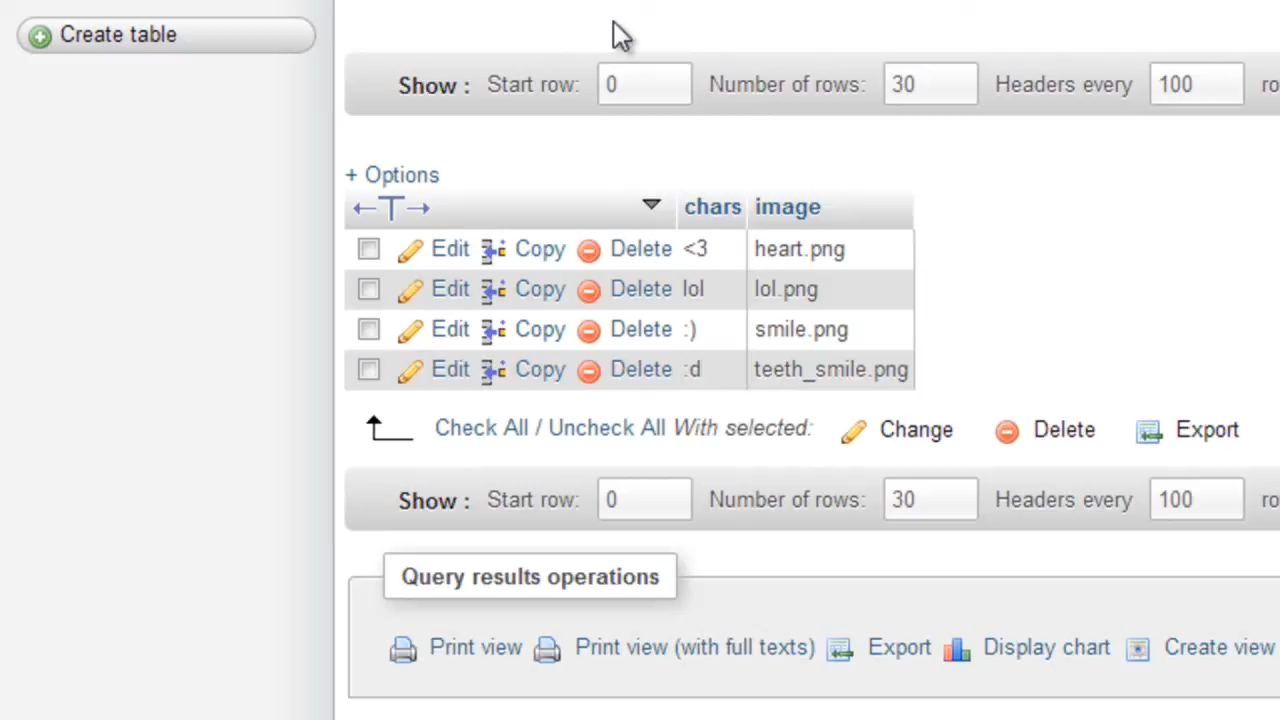 Create table
Show : Start row: 0 Number of rows: 30 Headers every 100 ro
+ Options
chars image
Edit Copy Delete <3 heart.png
Edit Copy Delete lol lol.png
Edit Copy Delete :) smile.png
Edit Copy Delete :d teeth_smile.png
Check All / Uncheck All With selected: Change Delete Export
Show : Start row: 0 Number of rows: 30 Headers every 100 ro
Query results operations
Print view Print view (with full texts) Export Display chart Create view